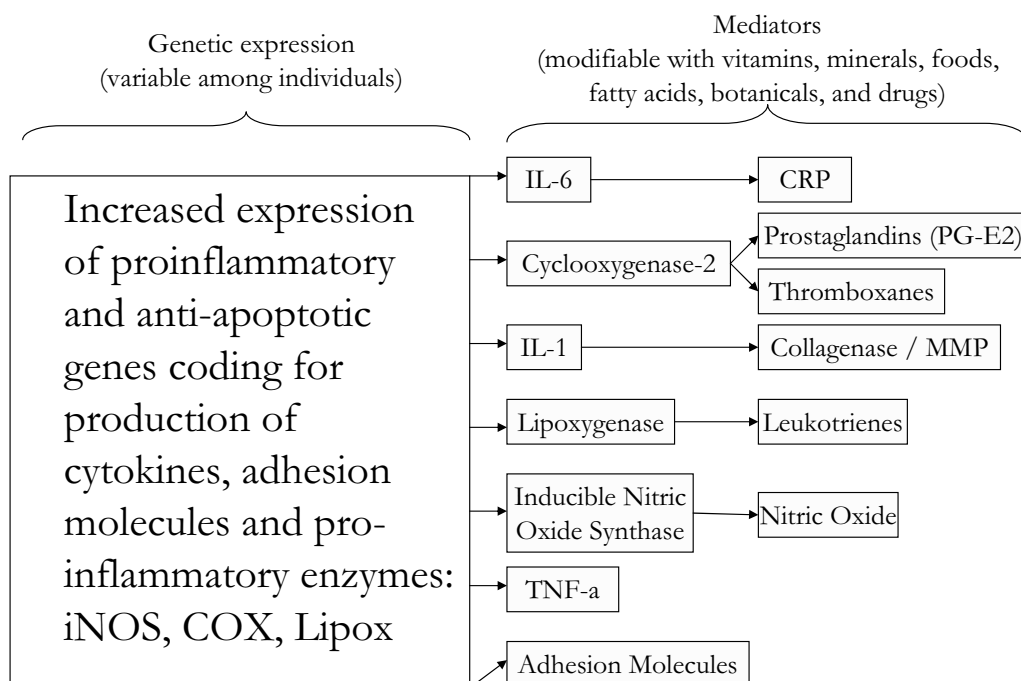 Genetic expression
(variable among individuals)
Mediators
(modifiable with vitamins, minerals, foods,
fatty acids, botanicals, and drugs)
Increased expression
of proinflammatory
and anti-apoptotic
genes coding for
production of
cytokines, adhesion
molecules and pro-
inflammatory enzymes:
iNOS, COX, Lipox
IL-6
CRP
Cyclooxygenase-2
Prostaglandins (PG-E2)
Thromboxanes
IL-1
Collagenase / MMP
Lipoxygenase
Leukotrienes
Inducible Nitric
Oxide Synthase
Nitric Oxide
TNF-a
Adhesion Molecules